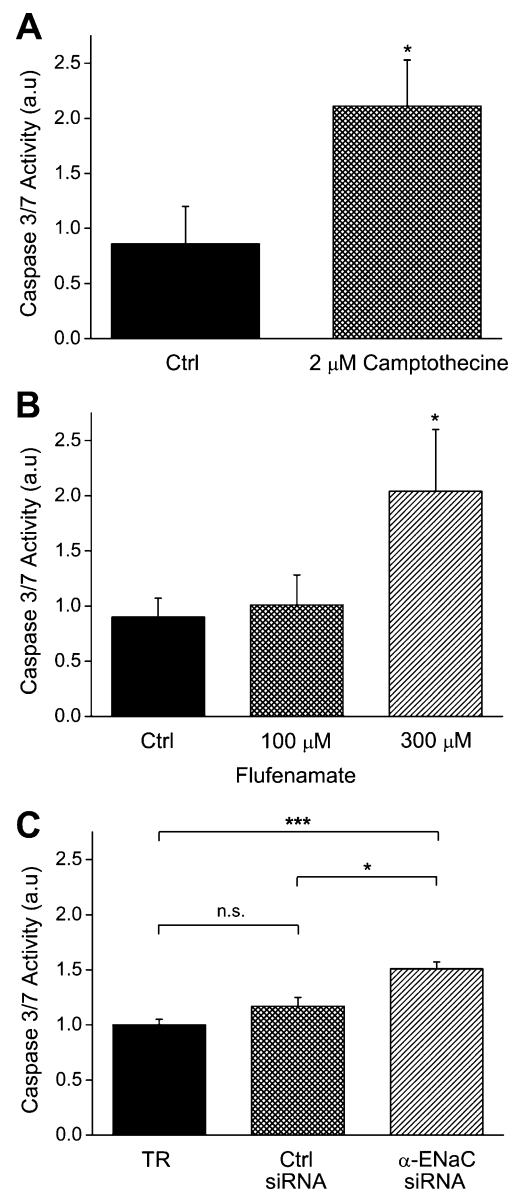 A
Caspase 3/7 Activity (a.u)
2.5
2.0
1.5
1.0
0.5
0.0
*
Ctrl
2 μM Camptothecine
B
Caspase 3/7 Activity (a.u)
2.5
2.0
1.5
1.0
0.5
0.0
*
Ctrl
100 μM
300 μM
Flufenamate
C
Caspase 3/7 Activity (a.u)
2.5
2.0
1.5
1.0
0.5
0.0
***
*
n.s.
TR
Ctrl
siRNA
α-ENaC
siRNA